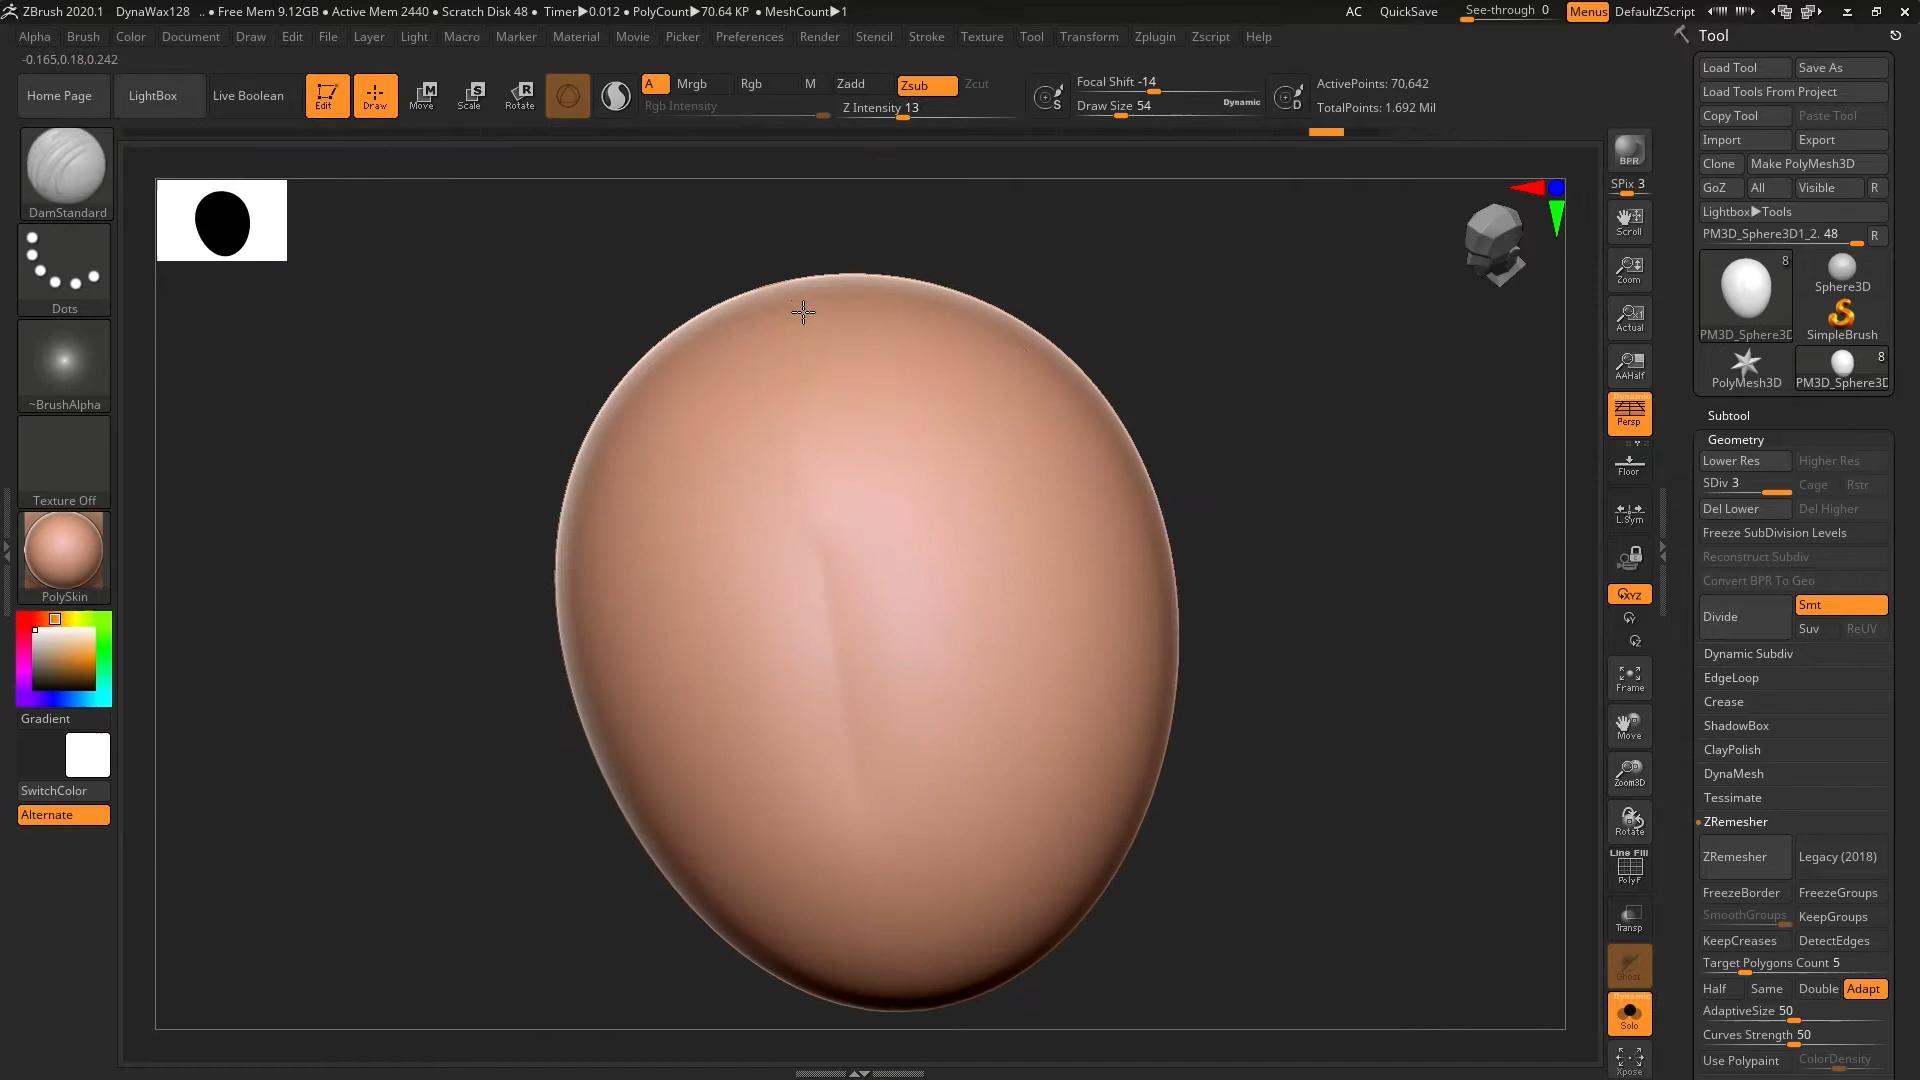 ZBrush 2020.1 DynaWax128 .. • Free Mem 9.12GB • Active Mem 2440 • Scratch Disk 48 • Timer▶0.012 • PolyCount▶70.64 KP • MeshCount▶1 AC QuickSave See-through 0 Menus DefaultZScript
Alpha Brush Color Document Draw Edit File Layer Light Macro Marker Material Movie Picker Preferences Render Stencil Stroke Texture Tool Transform Zplugin Zscript Help
-0.165,0.18,0.242
Home Page LightBox Live Boolean Edit Draw Move Scale Rotate
A Mrgb Rgb M Zadd Zsub Zcut
Rgb Intensity Z Intensity 13
S Focal Shift -14
Draw Size 54 Dynamic
D ActivePoints: 70,642
TotalPoints: 1.692 Mil
DamStandard
Dots
~BrushAlpha
Texture Off
PolySkin
Gradient
SwitchColor
Alternate
BPR
SPix 3
Scroll
Zoom
Actual
AAHalf
Dynamic
Persp
Floor
L.Sym
XYZ
Y
Z
Frame
Move
Zoom3D
Rotate
Line Fill
PolyF
Transp
Ghost
Dynamic
Solo
Xpose
Tool
Load Tool Save As
Load Tools From Project
Copy Tool Paste Tool
Import Export
Clone Make PolyMesh3D
GoZ All Visible R
Lightbox▶Tools
PM3D_Sphere3D1_2. 48 R
8
PM3D_Sphere3D
Sphere3D
SimpleBrush
PolyMesh3D
8
PM3D_Sphere3D
Subtool
Geometry
Lower Res Higher Res
SDiv 3 Cage Rstr
Del Lower Del Higher
Freeze SubDivision Levels
Reconstruct Subdiv
Convert BPR To Geo
Divide Smt
Suv ReUV
Dynamic Subdiv
EdgeLoop
Crease
ShadowBox
ClayPolish
DynaMesh
Tessimate
ZRemesher
ZRemesher Legacy (2018)
FreezeBorder FreezeGroups
SmoothGroups KeepGroups
KeepCreases DetectEdges
Target Polygons Count 5
Half Same Double Adapt
AdaptiveSize 50
Curves Strength 50
Use Polypaint ColorDensity